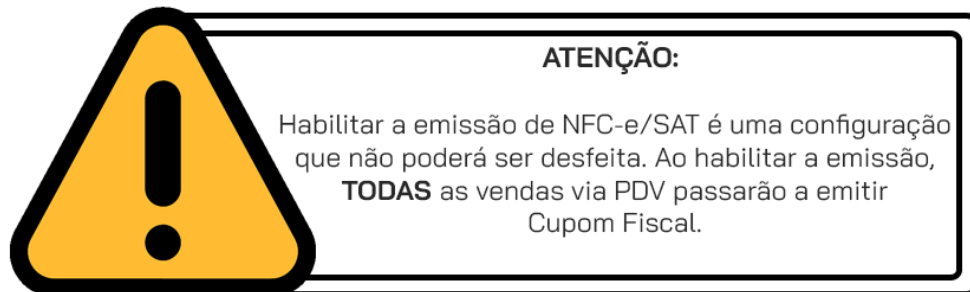 ATENÇÃO:
Habilitar a emissão de NFC-e/SAT é uma configuração
que não poderá ser desfeita. Ao habilitar a emissão,
TODAS as vendas via PDV passarão a emitir
Cupom Fiscal.